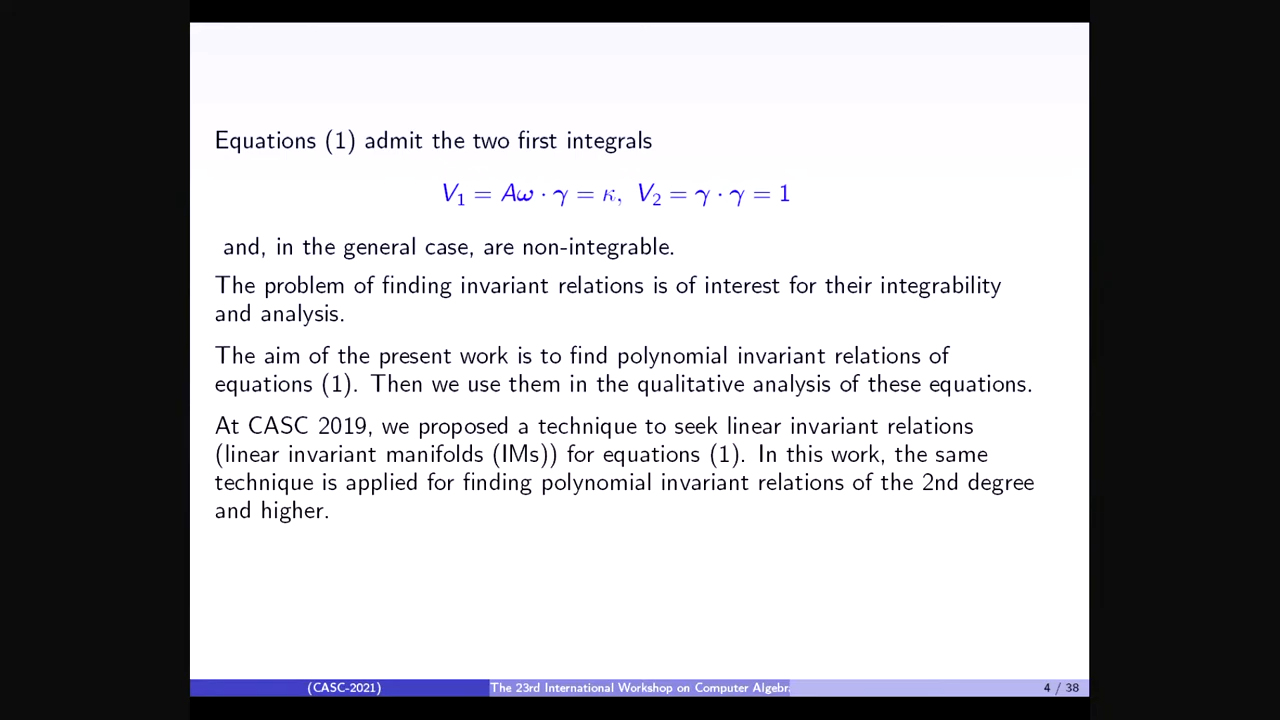 Equations (1) admit the two first integrals
V₁ = Aω · γ = κ, V₂ = γ · γ = 1
and, in the general case, are non-integrable.
The problem of finding invariant relations is of interest for their integrability
and analysis.
The aim of the present work is to find polynomial invariant relations of
equations (1). Then we use them in the qualitative analysis of these equations.
At CASC 2019, we proposed a technique to seek linear invariant relations
(linear invariant manifolds (IMs)) for equations (1). In this work, the same
technique is applied for finding polynomial invariant relations of the 2nd degree
and higher.
(CASC-2021) The 23rd International Workshop on Computer Algebr 4 / 38